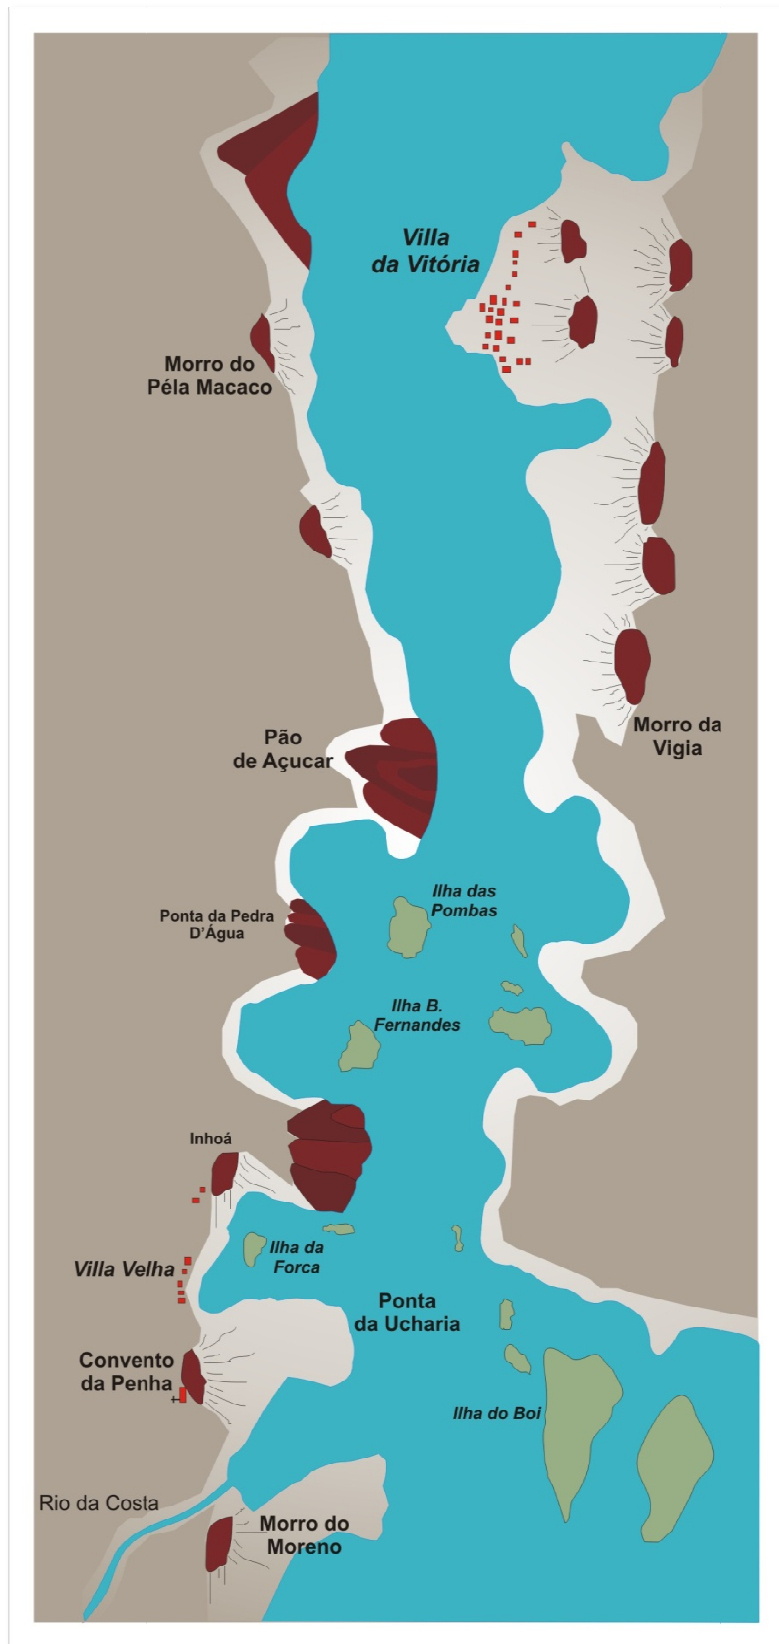 Villa
da Vitória
Morro do
Péla Macaco
Morro da
Vigia
Pão
de Açucar
Ilha das
Pombas
Ponta da Pedra
D'Água
Ilha B.
Fernandes
Inhoá
Ilha da
Forca
Villa Velha
Ponta
da Ucharia
Convento
da Penha
Ilha do Boi
Rio da Costa
Morro do
Moreno